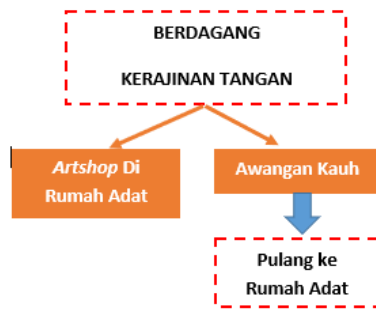 BERDAGANG
KERAJINAN TANGAN
Artshop Di
Rumah Adat
Awangan Kauh
Pulang ke
Rumah Adat